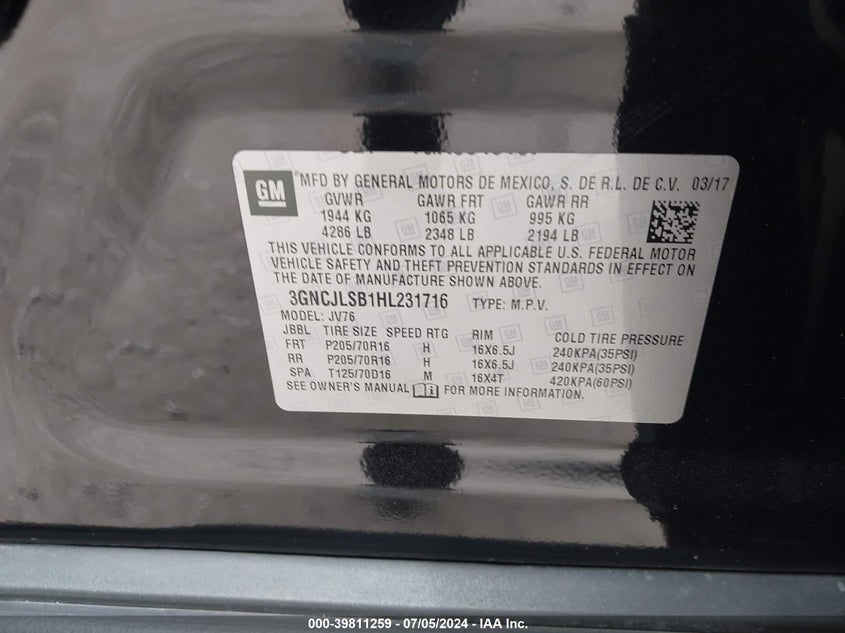 GM
®
MFD BY GENERAL MOTORS DE MEXICO, S. DE R.L. DE C.V. 03/17
GVWR GAWR FRT GAWR RR
1944 KG 1065 KG 995 KG
4286 LB 2348 LB 2194 LB
THIS VEHICLE CONFORMS TO ALL APPLICABLE U.S. FEDERAL MOTOR
VEHICLE SAFETY AND THEFT PREVENTION STANDARDS IN EFFECT ON
THE DATE OF MANUFACTURE SHOWN ABOVE.
3GNCJLSB1HL231716 TYPE: M.P.V.
MODEL: JV76
JBBL TIRE SIZE SPEED RTG RIM COLD TIRE PRESSURE
FRT P205/70R16 H 16X6.5J 240KPA(35PSI)
RR P205/70R16 H 16X6.5J 240KPA(35PSI)
SPA T125/70D16 M 16X4T 420KPA(60PSI)
SEE OWNER'S MANUAL FOR MORE INFORMATION.
000-39811259 - 07/05/2024 - IAA Inc.